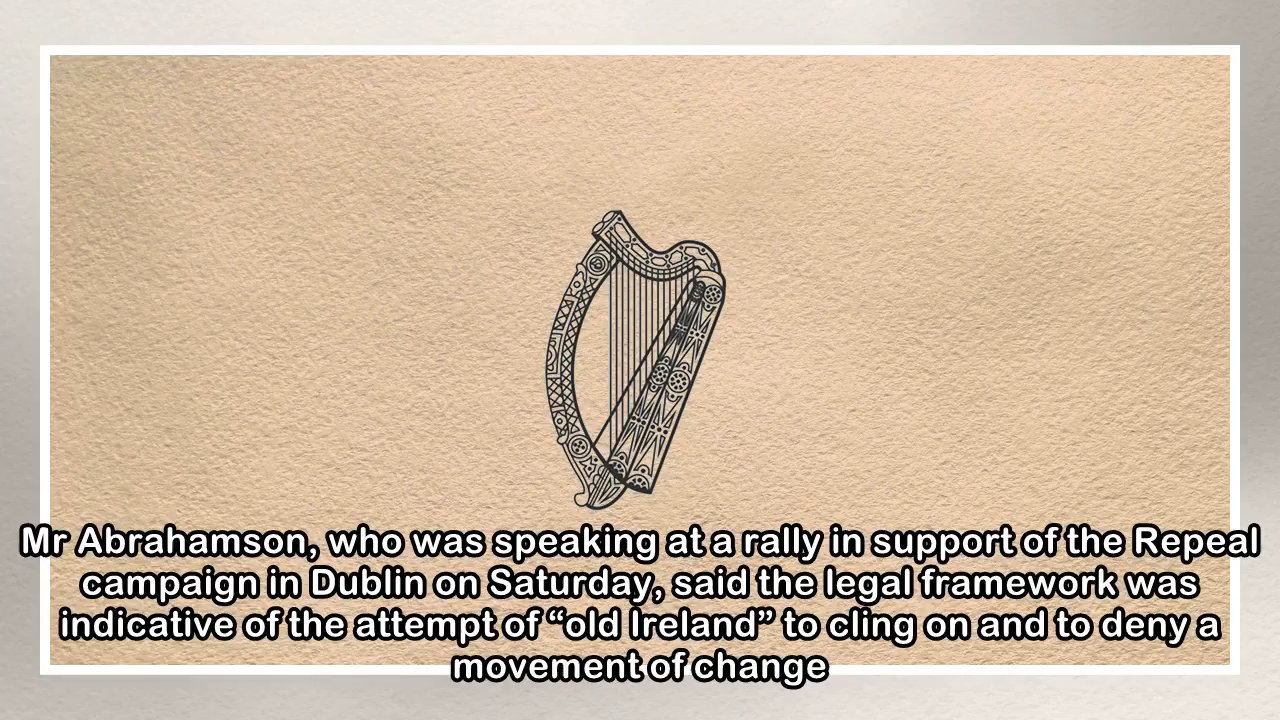 Mr Abrahamson, who was speaking at a rally in support of the Repeal
campaign in Dublin on Saturday, said the legal framework was
indicative of the attempt of “old Ireland” to cling on and to deny a
movement of change